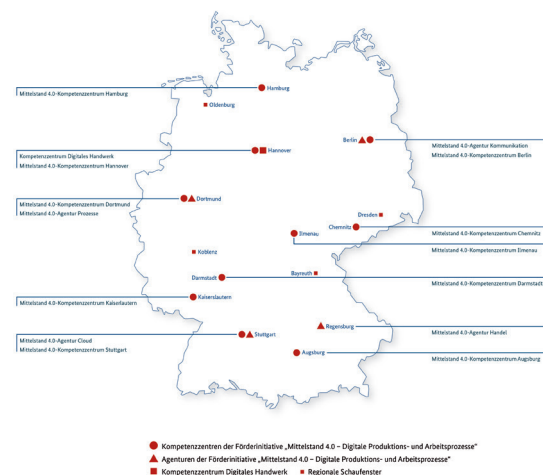 Hamburg
Mittelstand 4.0-Kompetenzzentrum Hamburg
Oldenburg
Berlin
Mittelstand 4.0-Agentur Kommunikation
Kompetenzzentrum Digitales Handwerk
Hannover
Mittelstand 4.0-Kompetenzzentrum Berlin
Mittelstand 4.0-Kompetenzzentrum Hannover
Dortmund
Mittelstand 4.0-Kompetenzzentrum Dortmund
Mittelstand 4.0-Agentur Prozesse
Dresden
Chemnitz
Ilmenau
Mittelstand 4.0-Kompetenzzentrum Chemnitz
Mittelstand 4.0-Kompetenzzentrum Ilmenau
Koblenz
Bayreuth
Darmstadt
Mittelstand 4.0-Kompetenzzentrum Darmstadt
Kaiserslautern
Mittelstand 4.0-Kompetenzzentrum Kaiserlautern
Regensburg
Mittelstand 4.0-Agentur Handel
Stuttgart
Mittelstand 4.0-Agentur Cloud
Mittelstand 4.0-Kompetenzzentrum Stuttgart
Augsburg
Mittelstand 4.0-Kompetenzzentrum Augsburg
Kompetenzzentren der Förderinitiative „Mittelstand 4.0 – Digitale Produktions- und Arbeitsprozesse“
Agenturen der Förderinitiative „Mittelstand 4.0 – Digitale Produktions- und Arbeitsprozesse“
Kompetenzzentrum Digitales Handwerk Regionale Schaufenster